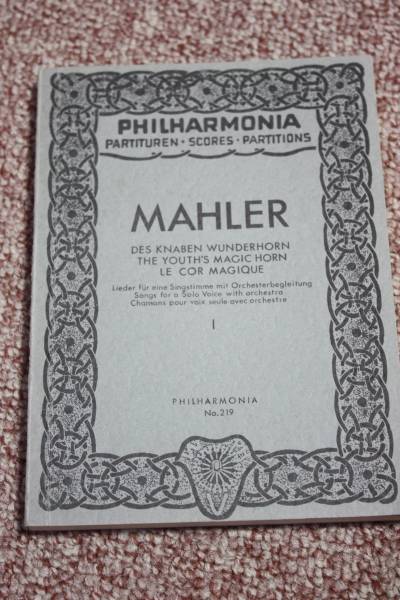 PHILHARMONIA
PARTITUREN · SCORES · PARTITIONS
MAHLER
DES KNABEN WUNDERHORN
THE YOUTH'S MAGIC HORN
LE COR MAGIQUE
Lieder für eine Singstimme mit Orchesterbegleitung
Songs for a Solo Voice with orchestra
Chansons pour voix seule avec orchestre
I
PHILHARMONIA
No. 219